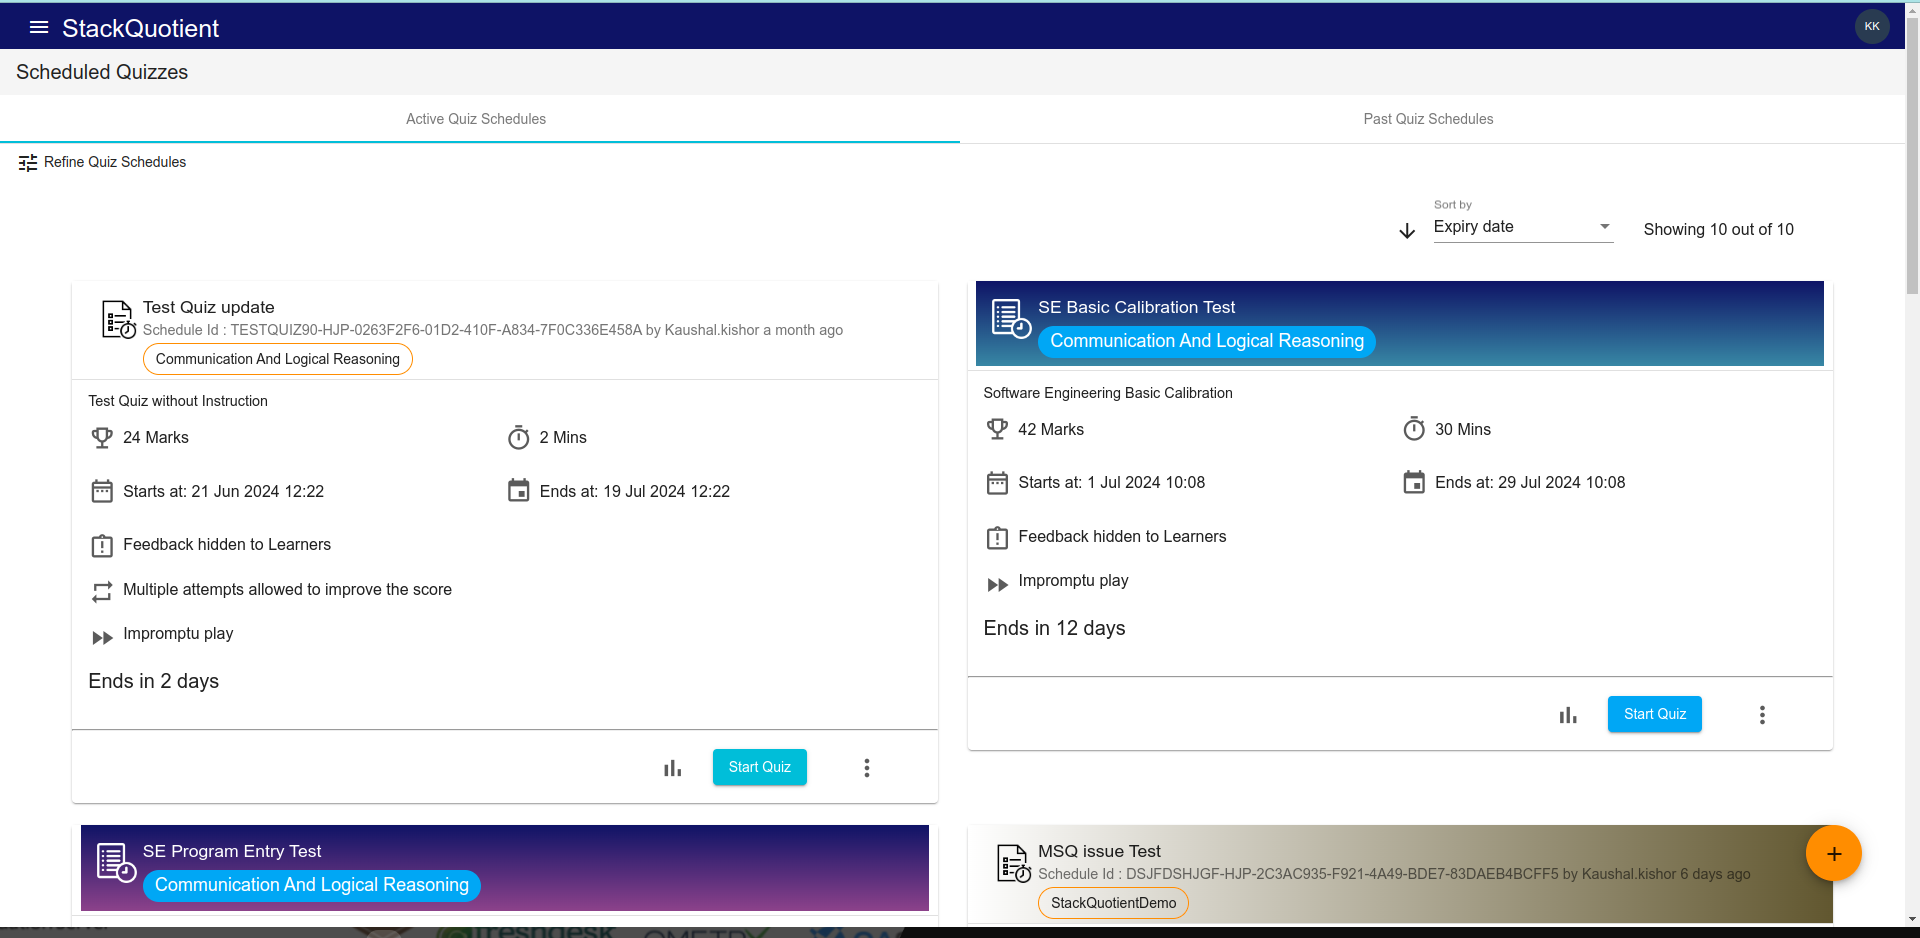 StackQuotient
KK
Scheduled Quizzes
Active Quiz Schedules
Past Quiz Schedules
Refine Quiz Schedules
Sort by
Expiry date
Showing 10 out of 10
Test Quiz update
Schedule Id : TESTQUIZ90-HJP-0263F2F6-01D2-410F-A834-7F0C336E458A by Kaushal.kishor a month ago
Communication And Logical Reasoning
Test Quiz without Instruction
24 Marks
2 Mins
Starts at: 21 Jun 2024 12:22
Ends at: 19 Jul 2024 12:22
Feedback hidden to Learners
Multiple attempts allowed to improve the score
Impromptu play
Ends in 2 days
Start Quiz
SE Basic Calibration Test
Communication And Logical Reasoning
Software Engineering Basic Calibration
42 Marks
30 Mins
Starts at: 1 Jul 2024 10:08
Ends at: 29 Jul 2024 10:08
Feedback hidden to Learners
Impromptu play
Ends in 12 days
Start Quiz
SE Program Entry Test
Communication And Logical Reasoning
MSQ issue Test
Schedule Id : DSJFDSHJGF-HJP-2C3AC935-F921-4A49-BDE7-83DAEB4BCFF5 by Kaushal.kishor 6 days ago
StackQuotientDemo
+